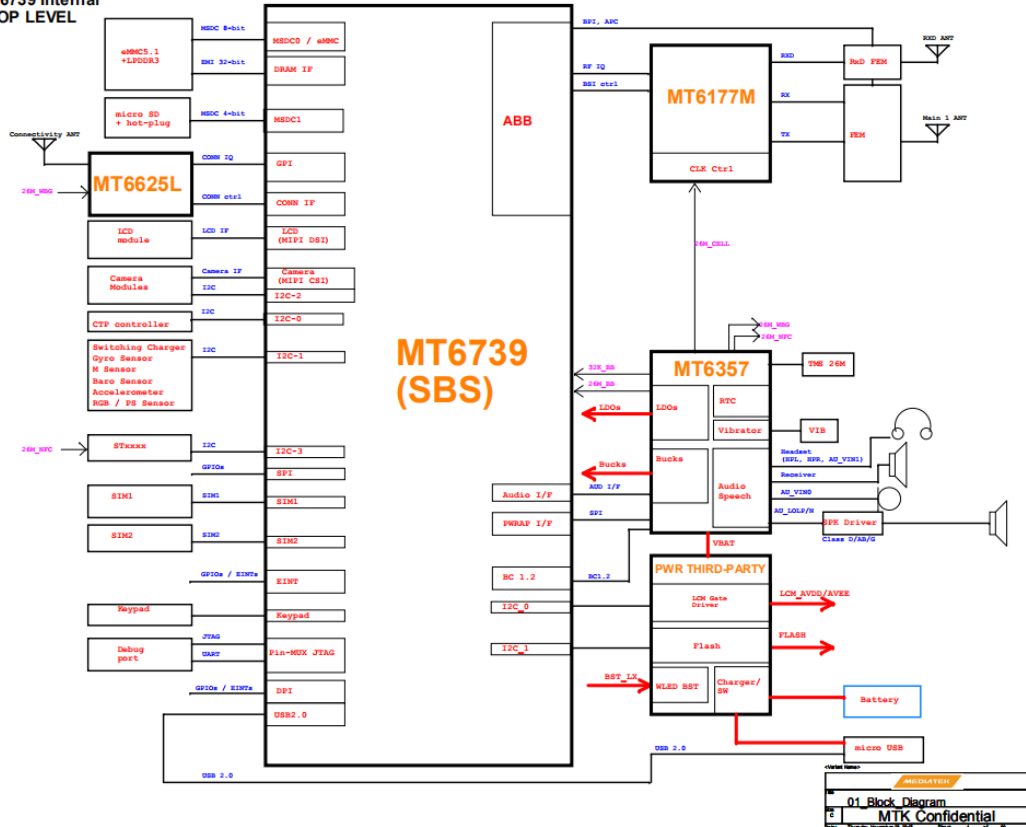 6739 Internal
OP LEVEL
eMMC5.1
+LPDDR3
MSDC 8-bit
EMI 32-bit
MSDC0 / eMMC
DRAM IF
micro SD
+ hot-plug
MSDC 4-bit
MSDC1
Connectivity ANT
26M_WBG
MT6625L
CONN IQ
CONN ctrl
GPI
CONN IF
LCD
module
LCD IF
LCD
(MIPI DSI)
Camera
Modules
Camera IF
I2C
Camera
(MIPI CSI)
I2C-2
CTP controller
I2C
I2C-0
Switching Charger
Gyro Sensor
M Sensor
Baro Sensor
Accelerometer
RGB / PS Sensor
I2C
I2C-1
26M_NFC
STxxxx
I2C
I2C-3
GPIOs
SPI
SIM1
SIM1
SIM1
SIM2
SIM2
SIM2
GPIOs / EINTs
EINT
Keypad
Keypad
Debug
port
JTAG
UART
Pin-MUX JTAG
GPIOs / EINTs
DPI
USB2.0
USB 2.0
MT6739
(SBS)
ABB
BPI, APC
RF IQ
BSI ctrl
MT6177M
CLK Ctrl
RXD
RX
TX
RxD FEM
FEM
RXD ANT
Main 1 ANT
26M_CELL
26M_WBG
26M_NFC
32K_BB
26M_BB
LDOs
Bucks
MT6357
LDOs
RTC
Vibrator
Bucks
Audio
Speech
TMS 26M
VIB
Headset
(HPL, HPR, AU_VIN1)
Receiver
AU_VIN0
AU_LOLP/N
SPK Driver
Class D/AB/G
Audio I/F
AUD I/F
PWRAP I/F
SPI
BC 1.2
BC1.2
I2C_0
I2C_1
VBAT
PWR THIRD-PARTY
LCM Gate
Driver
LCM_AVDD/AVEE
Flash
FLASH
BST_LX
WLED BST
Charger/
SW
Battery
micro USB
USB 2.0
MEDIATEK
01_Block_Diagram
C
MTK Confidential